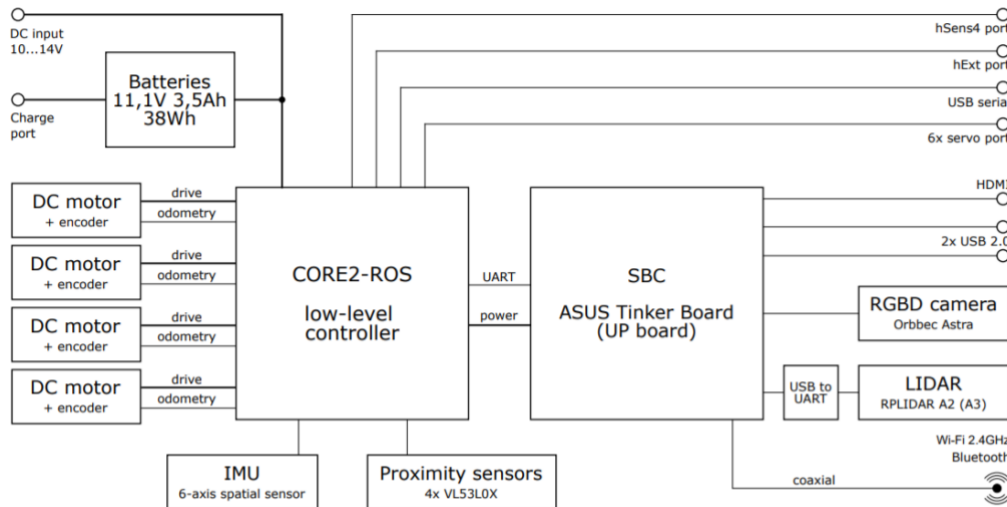 DC input
10...14V
Charge
port
Batteries
11,1V 3,5Ah
38Wh
hSens4 port
hExt port
USB serial
6x servo port
DC motor
+ encoder
drive
odometry
DC motor
+ encoder
drive
odometry
DC motor
+ encoder
drive
odometry
DC motor
+ encoder
drive
odometry
CORE2-ROS
low-level
controller
UART
power
SBC
ASUS Tinker Board
(UP board)
HDMI
2x USB 2.0
RGBD camera
Orbbec Astra
USB to
UART
LIDAR
RPLIDAR A2 (A3)
Wi-Fi 2.4GHz
Bluetooth
coaxial
IMU
6-axis spatial sensor
Proximity sensors
4x VL53L0X